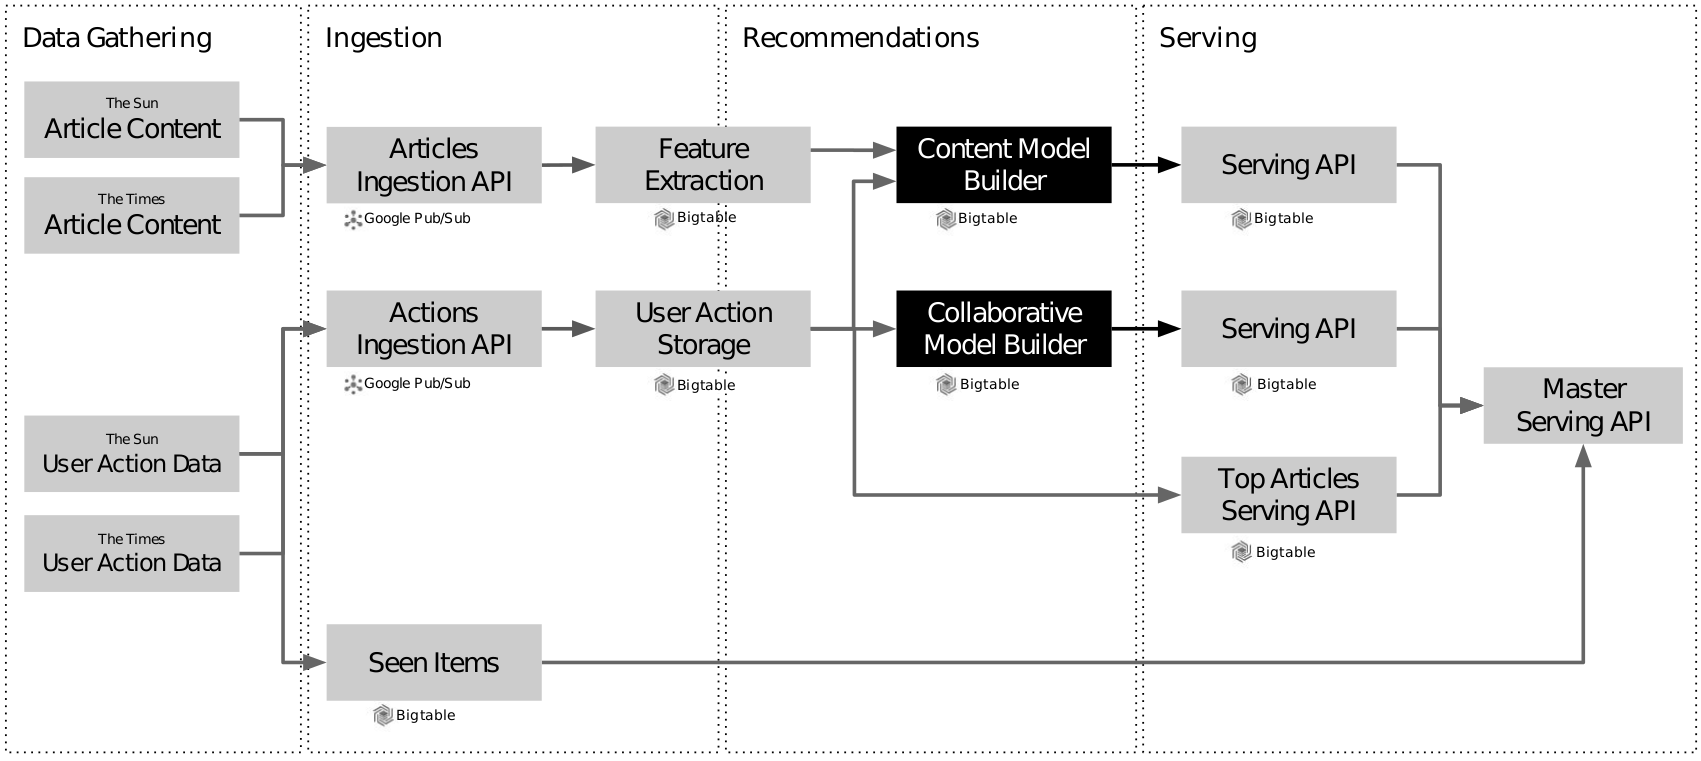 Data Gathering
Ingestion
Recommendations
Serving
The Sun
Article Content
The Times
Article Content
Articles
Ingestion API
Google Pub/Sub
Feature
Extraction
Bigtable
Content Model
Builder
Bigtable
Serving API
Bigtable
Actions
Ingestion API
Google Pub/Sub
User Action
Storage
Bigtable
Collaborative
Model Builder
Bigtable
Serving API
Bigtable
Master
Serving API
The Sun
User Action Data
The Times
User Action Data
Top Articles
Serving API
Bigtable
Seen Items
Bigtable